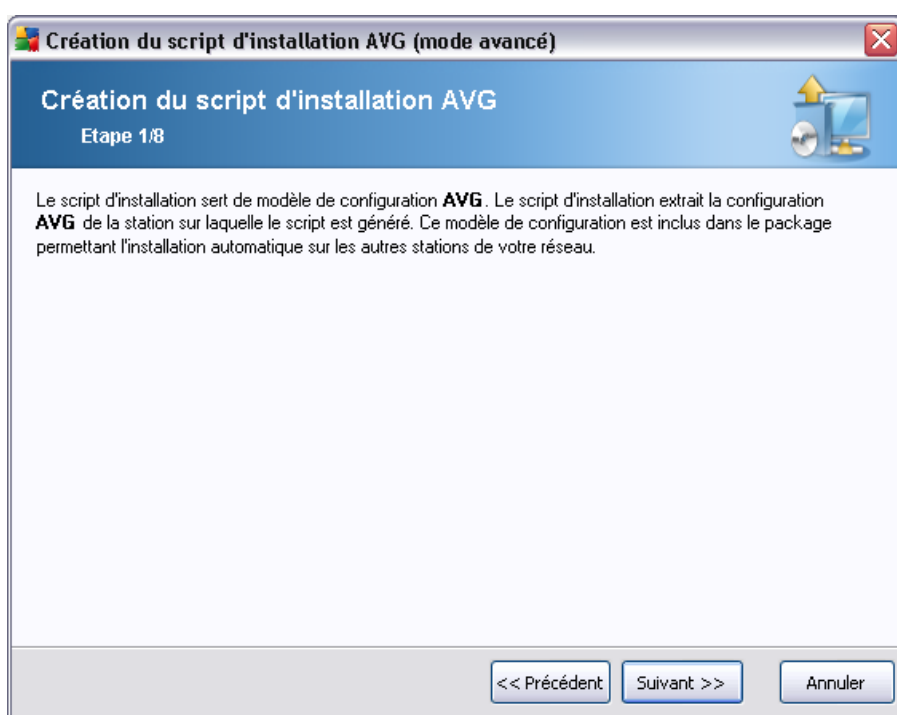 Création du script d'installation AVG (mode avancé)
Création du script d'installation AVG
Etape 1/8
Le script d'installation sert de modèle de configuration AVG. Le script d'installation extrait la configuration
AVG de la station sur laquelle le script est généré. Ce modèle de configuration est inclus dans le package
permettant l'installation automatique sur les autres stations de votre réseau.
<< Précédent Suivant >> Annuler